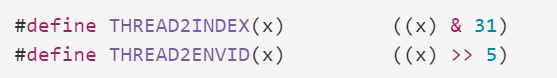 #define THREAD2INDEX(x)        ((x) & 31)
#define THREAD2ENVID(x)        ((x) >> 5)